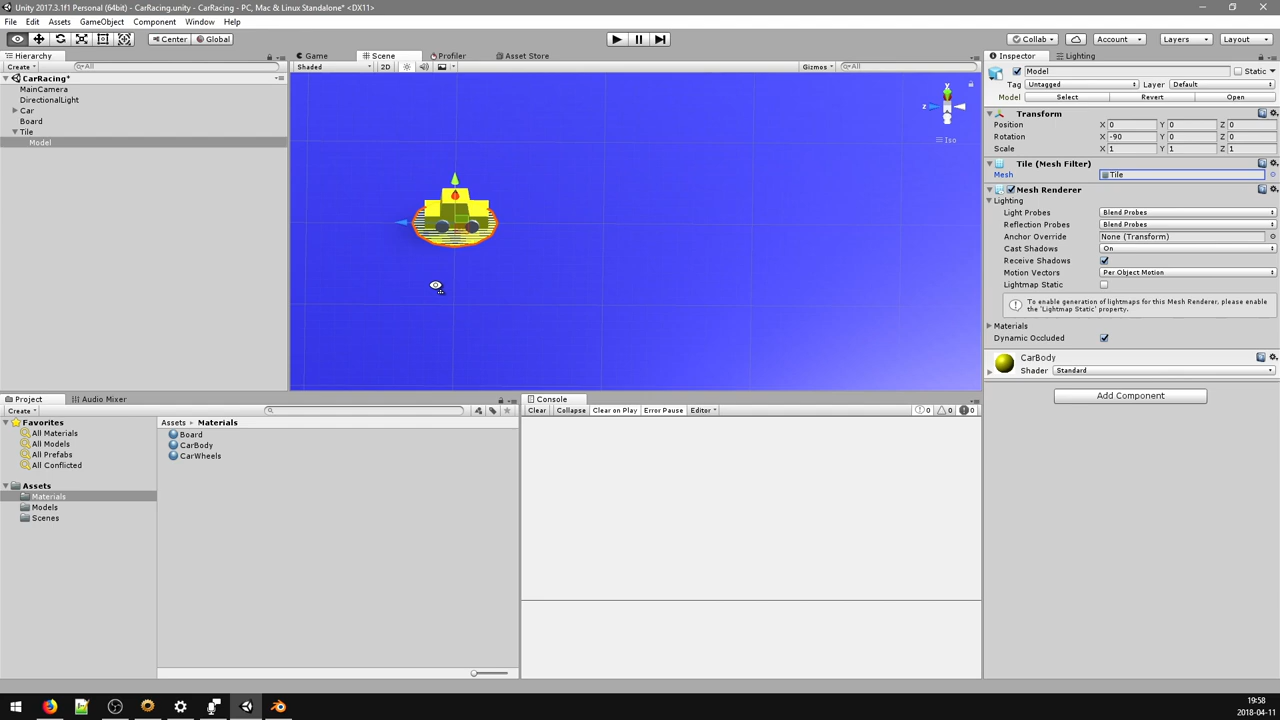 Unity 2017.3.1f1 Personal (64bit) - CarRacing.unity - CarRacing - PC, Mac & Linux Standalone* <DX11>
File Edit Assets GameObject Component Window Help
Center Global Collab Account Layers Layout
Hierarchy
Create All
CarRacing*
MainCamera
DirectionalLight
Car
Board
Tile
Model
Game Scene Profiler Asset Store
Shaded 2D Gizmos All
y
z
Iso
Inspector Lighting
Model Static
Tag Untagged Layer Default
Model Select Revert Open
Transform
Position X 0 Y 0 Z 0
Rotation X -90 Y 0 Z 0
Scale X 1 Y 1 Z 1
Tile (Mesh Filter)
Mesh Tile
Mesh Renderer
Lighting
Light Probes Blend Probes
Reflection Probes Blend Probes
Anchor Override None (Transform)
Cast Shadows On
Receive Shadows
Motion Vectors Per Object Motion
Lightmap Static
To enable generation of lightmaps for this Mesh Renderer, please enable
the 'Lightmap Static' property.
Materials
Dynamic Occluded
CarBody
Shader Standard
Add Component
Project Audio Mixer
Create
Favorites
All Materials
All Models
All Prefabs
All Conflicted
Assets
Materials
Models
Scenes
Assets Materials
Board
CarBody
CarWheels
Console
Clear Collapse Clear on Play Error Pause Editor 0 0 0
19:58
2018-04-11